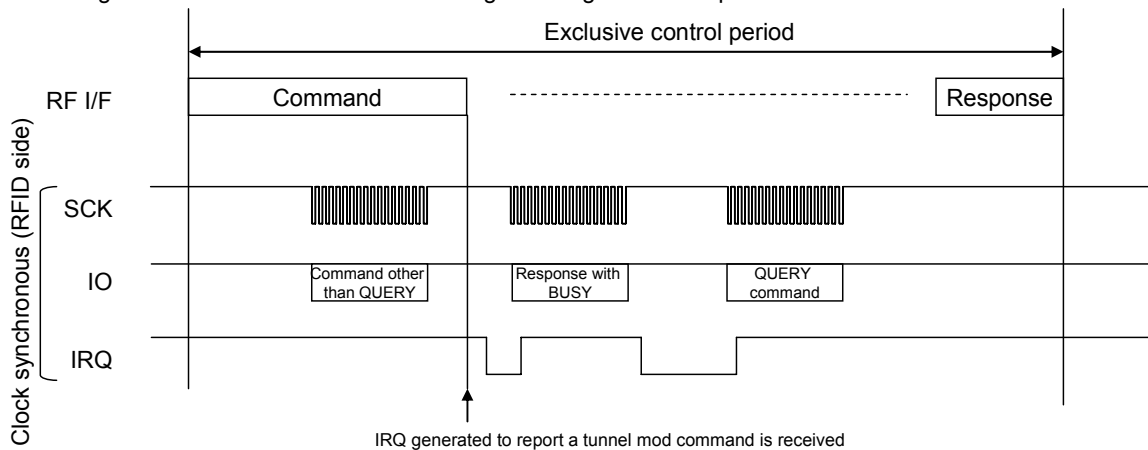 Exclusive control period
RF I/F
Command
Response
Clock synchronous (RFID side)
SCK
IO
Command other
than QUERY
Response with
BUSY
QUERY
command
IRQ
IRQ generated to report a tunnel mod command is received